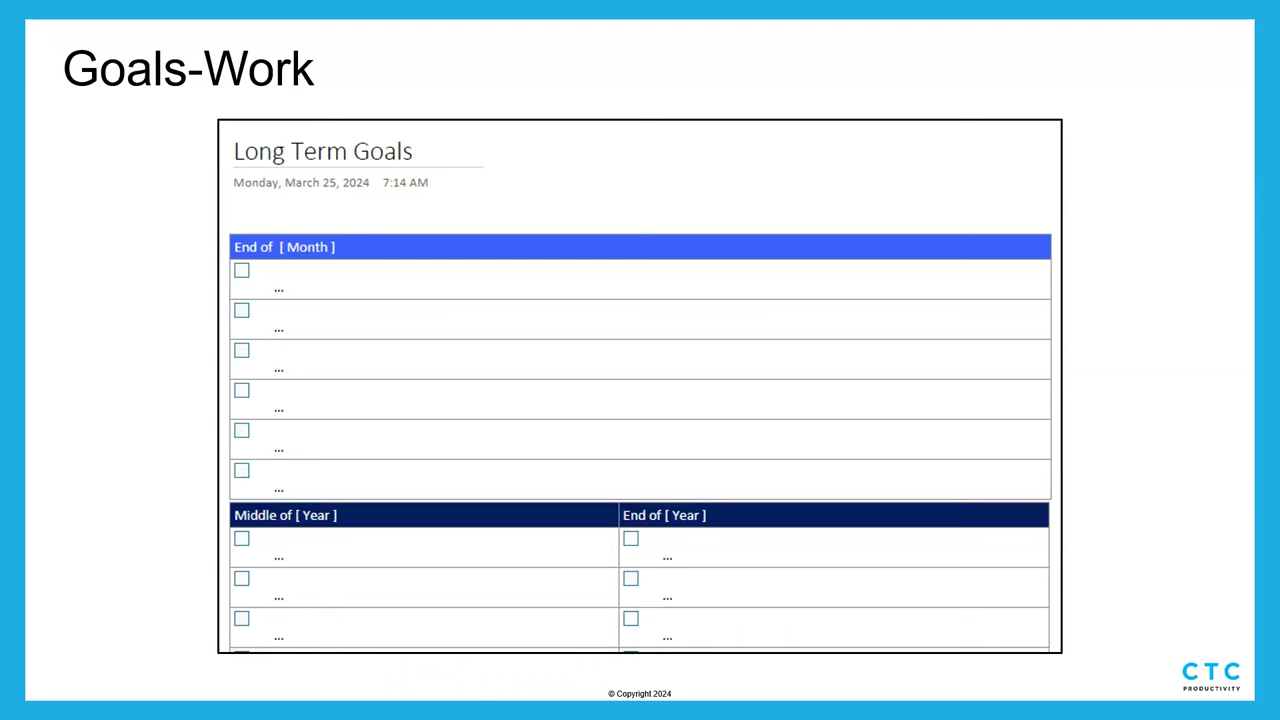 Goals-Work
Long Term Goals
Monday, March 25, 2024 7:14 AM
End of [ Month ]
...
...
...
...
...
...
Middle of [ Year ] End of [ Year ]
... ...
... ...
... ...
© Copyright 2024
CTC
PRODUCTIVITY